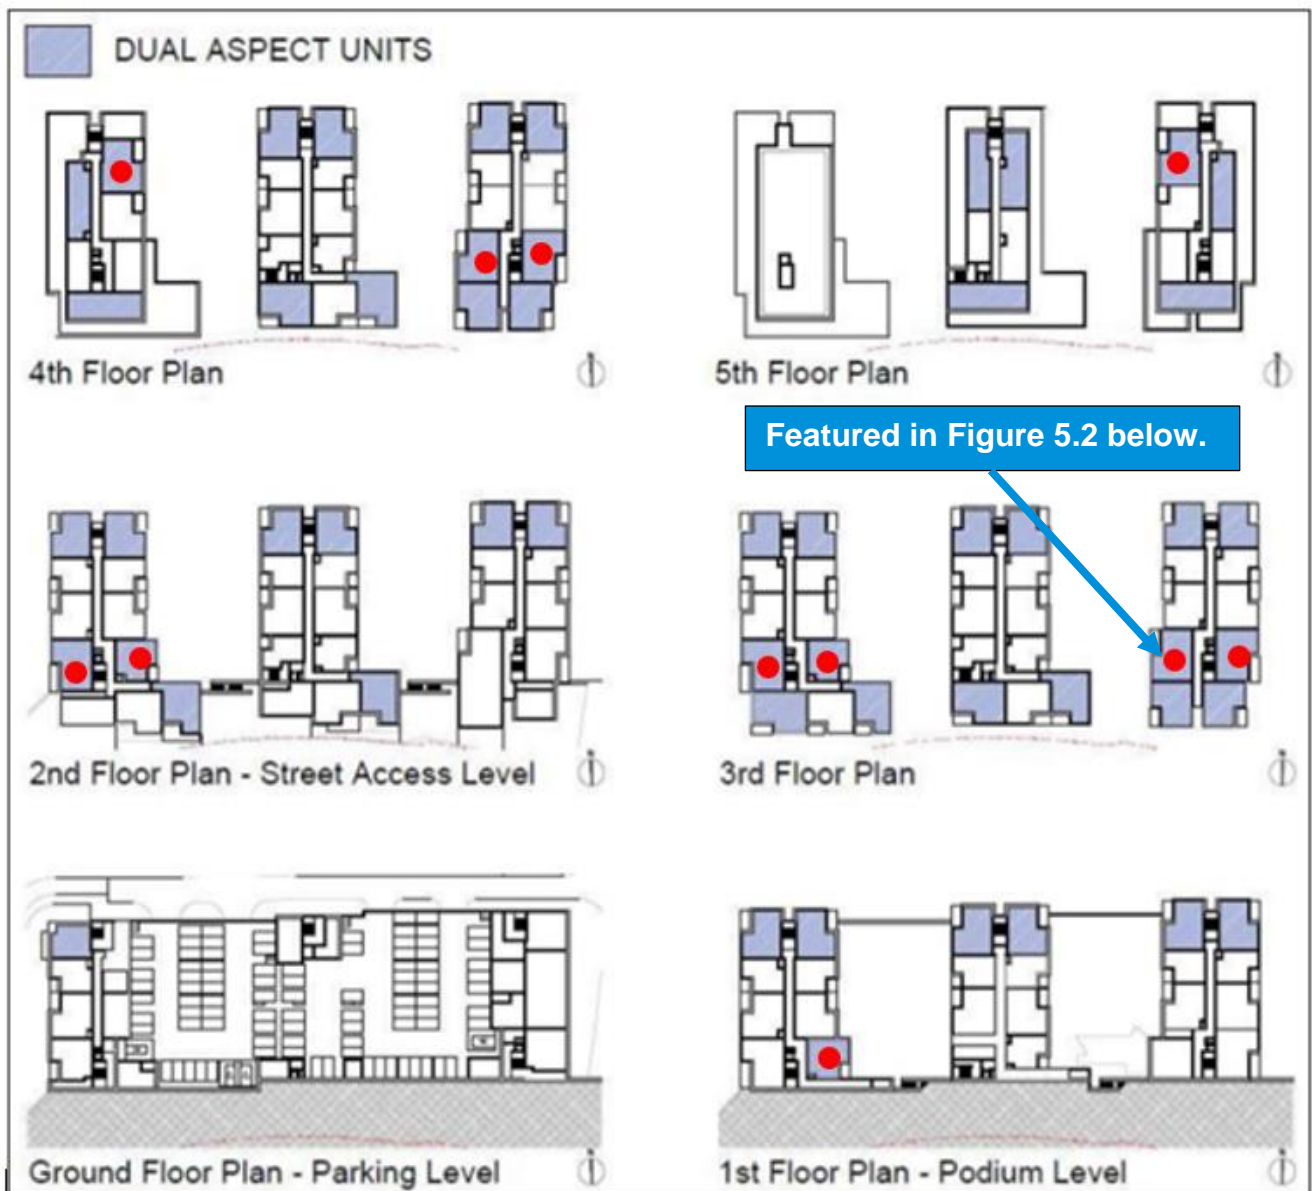 DUAL ASPECT UNITS
4th Floor Plan
5th Floor Plan
Featured in Figure 5.2 below.
2nd Floor Plan - Street Access Level
3rd Floor Plan
Ground Floor Plan - Parking Level
1st Floor Plan - Podium Level